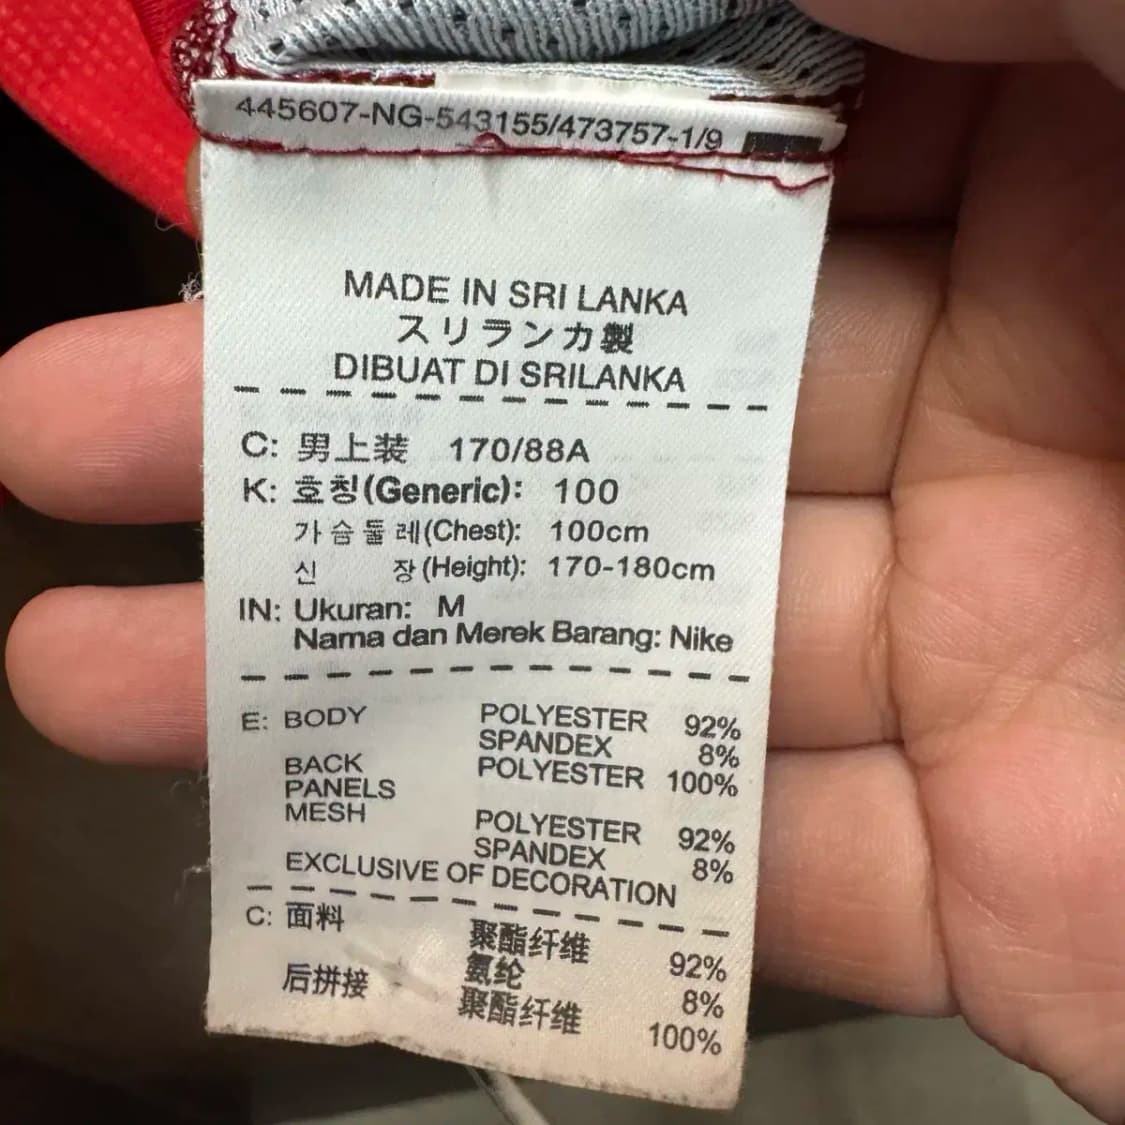 445607-NG-543155/473757-1/9
MADE IN SRI LANKA
スリランカ製
DIBUAT DI SRILANKA
C: 男上装 170/88A
K: 호칭(Generic): 100
가슴둘레(Chest): 100cm
신 장(Height): 170-180cm
IN: Ukuran: M
Nama dan Merek Barang: Nike
E: BODY POLYESTER 92%
SPANDEX 8%
BACK POLYESTER 100%
PANELS
MESH POLYESTER 92%
SPANDEX 8%
EXCLUSIVE OF DECORATION
C: 面料 聚酯纤维 92%
氨纶 8%
后拼接 聚酯纤维 100%